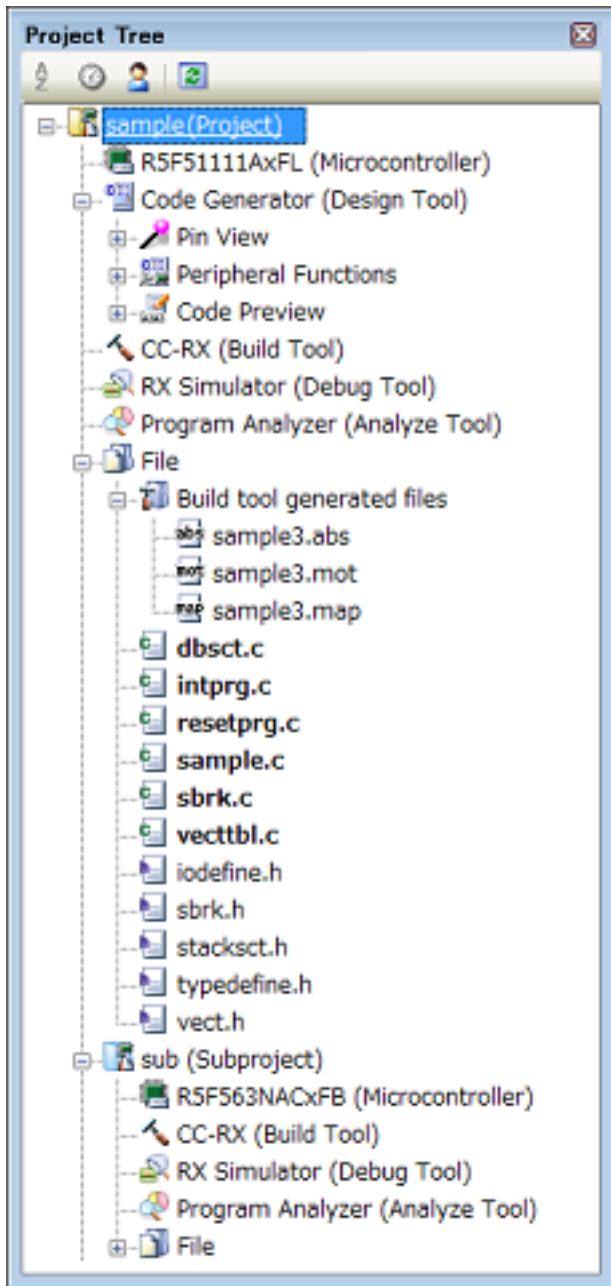 Project Tree
sample(Project)
R5F51111AxFL (Microcontroller)
Code Generator (Design Tool)
Pin View
Peripheral Functions
Code Preview
CC-RX (Build Tool)
RX Simulator (Debug Tool)
Program Analyzer (Analyze Tool)
File
Build tool generated files
abs sample3.abs
mot sample3.mot
map sample3.map
dbsct.c
intprg.c
resetprg.c
sample.c
sbrk.c
vecttbl.c
iodefine.h
sbrk.h
stacksct.h
typedefine.h
vect.h
sub (Subproject)
R5F563NACxFB (Microcontroller)
CC-RX (Build Tool)
RX Simulator (Debug Tool)
Program Analyzer (Analyze Tool)
File